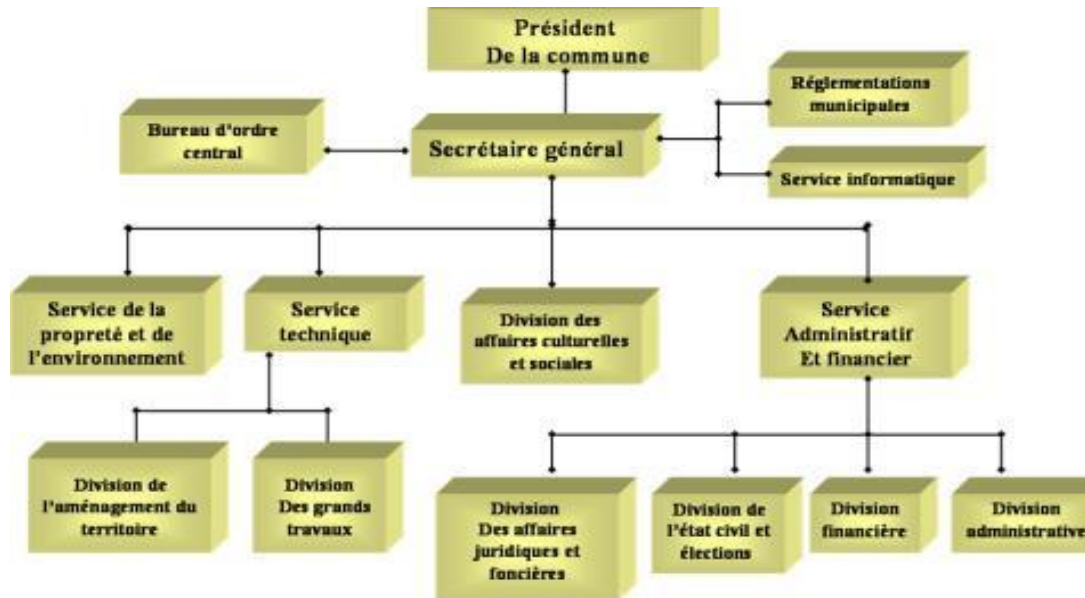 Président
De la commune
Réglementations
municipales
Bureau d'ordre
central
Secrétaire général
Service informatique
Service de la
propreté et de
l'environnement
Service
technique
Division des
affaires culturelles
et sociales
Service
Administratif
Et financier
Division de
l'aménagement du
territoire
Division
Des grands
travaux
Division
Des affaires
juridiques et
foncières
Division de
l'état civil et
élections
Division
financière
Division
administrative